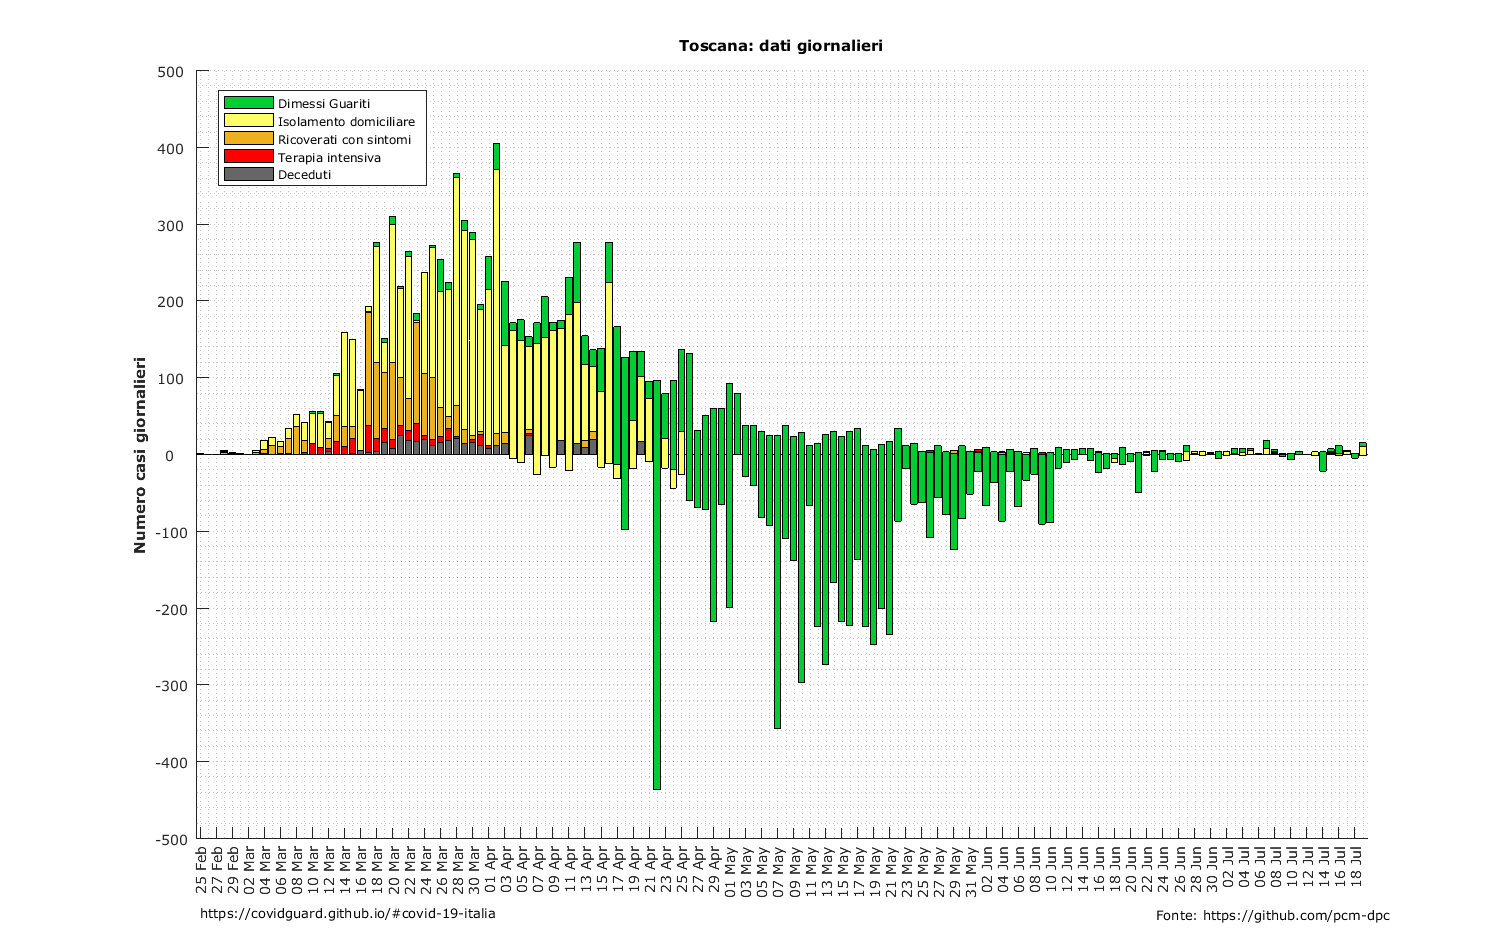 Toscana: dati giornalieri
Dimessi Guariti
Isolamento domiciliare
Ricoverati con sintomi
Terapia intensiva
Deceduti
Numero casi giornalieri
500
400
300
200
100
0
-100
-200
-300
-400
-500
25 Feb
27 Feb
29 Feb
02 Mar
04 Mar
06 Mar
08 Mar
10 Mar
12 Mar
14 Mar
16 Mar
18 Mar
20 Mar
22 Mar
24 Mar
26 Mar
28 Mar
30 Mar
01 Apr
03 Apr
05 Apr
07 Apr
09 Apr
11 Apr
13 Apr
15 Apr
17 Apr
19 Apr
21 Apr
23 Apr
25 Apr
27 Apr
29 Apr
01 May
03 May
05 May
07 May
09 May
11 May
13 May
15 May
17 May
19 May
21 May
23 May
25 May
27 May
29 May
31 May
02 Jun
04 Jun
06 Jun
08 Jun
10 Jun
12 Jun
14 Jun
16 Jun
18 Jun
20 Jun
22 Jun
24 Jun
26 Jun
28 Jun
30 Jun
02 Jul
04 Jul
06 Jul
08 Jul
10 Jul
12 Jul
14 Jul
16 Jul
18 Jul
https://covidguard.github.io/#covid-19-italia
Fonte: https://github.com/pcm-dpc